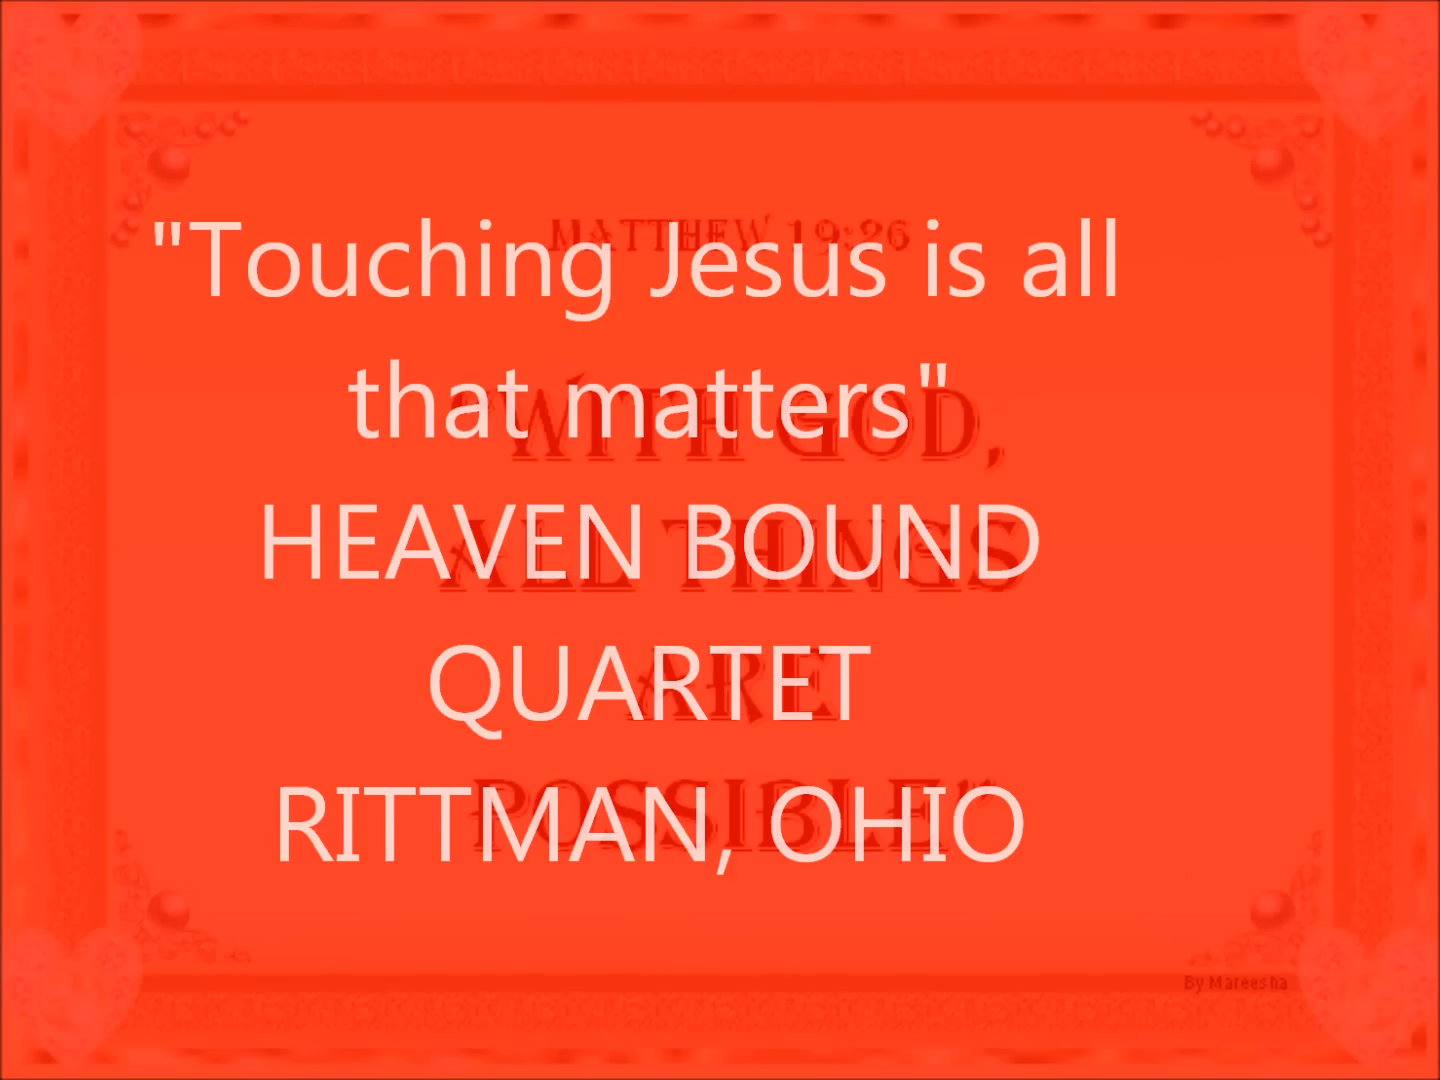 "Touching Jesus is all
that matters"
HEAVEN BOUND
QUARTET
RITTMAN, OHIO
MATTHEW 19:26
"WITH GOD,
ALL THINGS
ARE
POSSIBLE"
By Mareesha